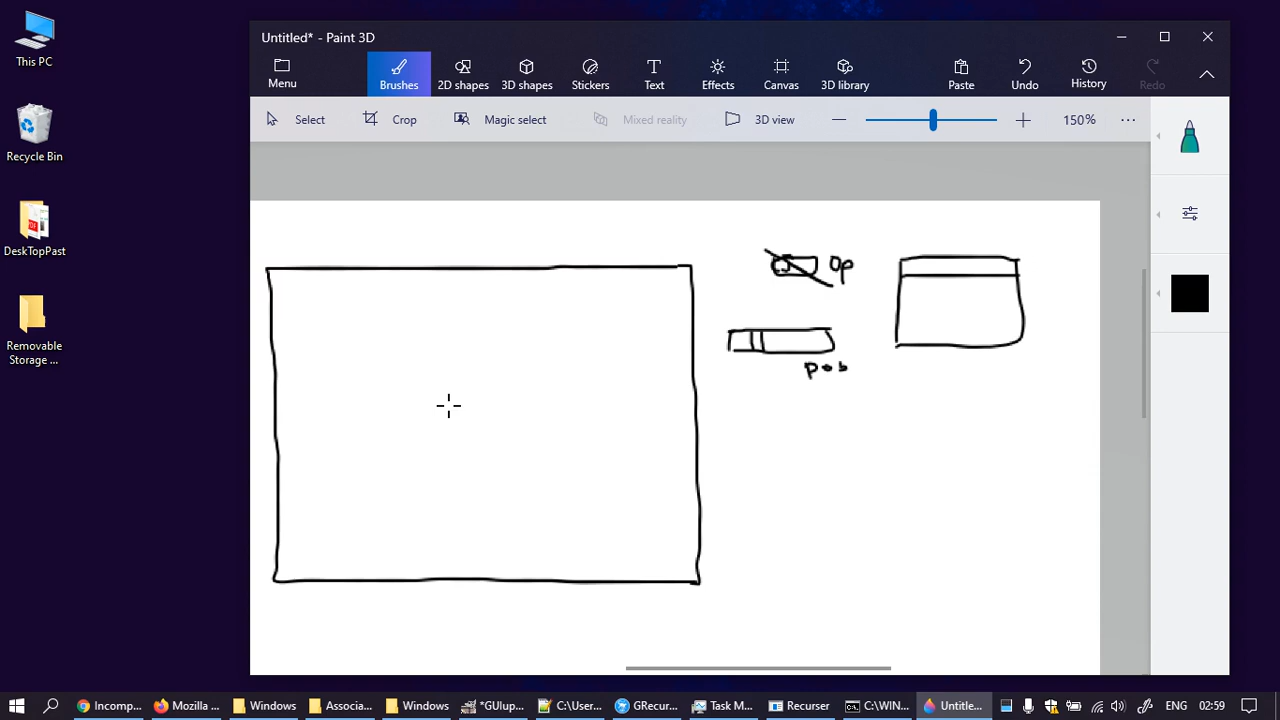 Untitled* - Paint 3D
This PC
Menu
Brushes
2D shapes
3D shapes
Stickers
Text
Effects
Canvas
3D library
Paste
Undo
History
Redo
Select
Crop
Magic select
Mixed reality
3D view
150%
Recycle Bin
DeskTopPast
Removable
Storage ...
Op
Pos
Incomp...
Mozilla ...
Windows
Associa...
Windows
*GUIup...
C:\User...
GRecur...
Task M...
Recurser
C:\WIN...
Untitle...
ENG
02:59